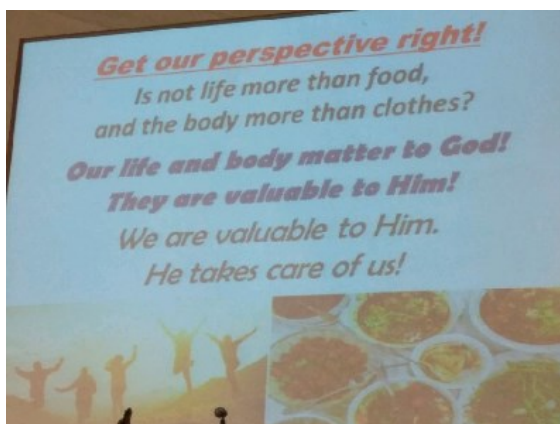 Get our perspective right!
Is not life more than food,
and the body more than clothes?
Our life and body matter to God!
They are valuable to Him!
We are valuable to Him.
He takes care of us!